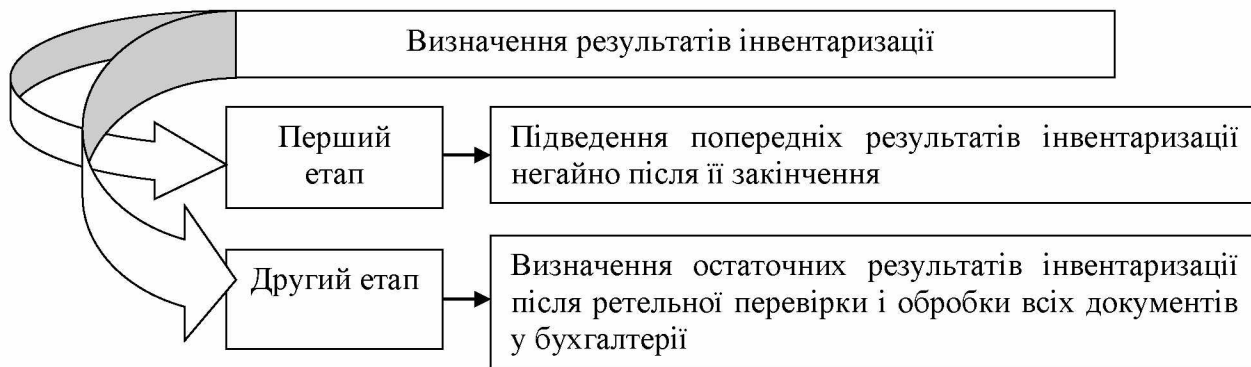 Визначення результатів інвентаризації
Перший
етап
Підведення попередніх результатів інвентаризації
негайно після її закінчення
Другий етап
Визначення остаточних результатів інвентаризації
після ретельної перевірки і обробки всіх документів
у бухгалтерії